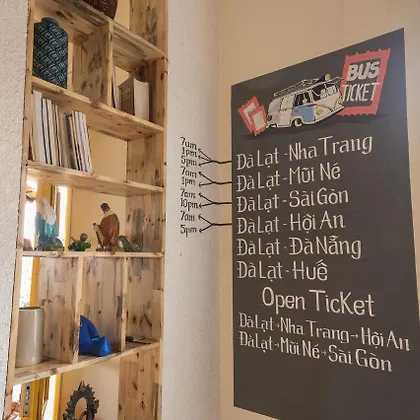 BUS
TICKET
7am
1pm
5pm
7am
1pm
7am
10pm
7am
5pm
Đà Lạt - Nha Trang
Đà Lạt - Mũi Né
Đà Lạt - Sài Gòn
Đà Lạt - Hội An
Đà Lạt - Đà Nẵng
Đà Lạt - Huế
Open Ticket
Đà Lạt → Nha Trang → Hội An
Đà Lạt → Mũi Né → Sài Gòn